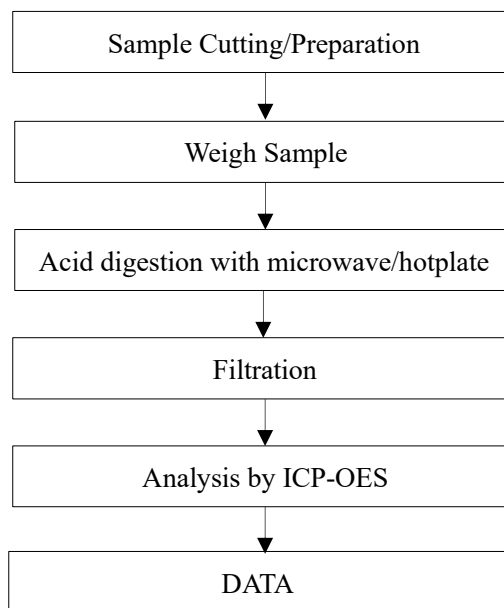 Sample Cutting/Preparation
Weigh Sample
Acid digestion with microwave/hotplate
Filtration
Analysis by ICP-OES
DATA